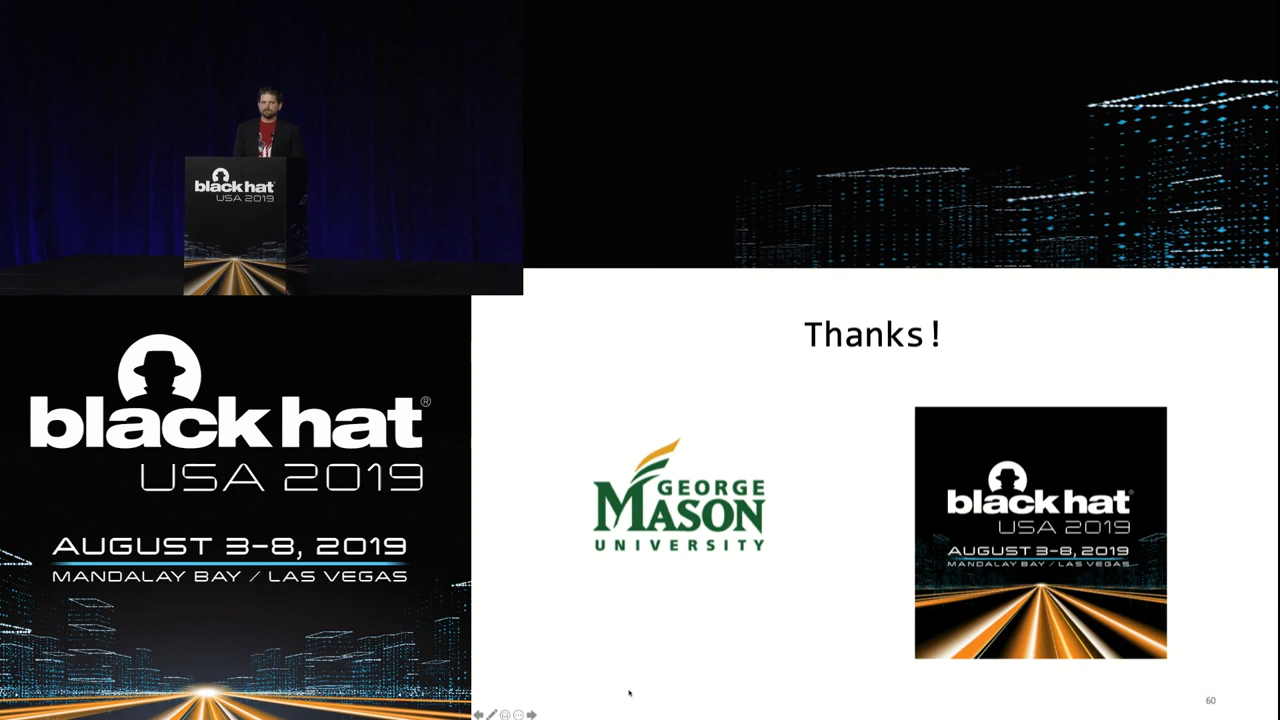 black hat
USA 2019
black hat®
USA 2019
AUGUST 3-8, 2019
MANDALAY BAY / LAS VEGAS
Thanks!
GEORGE
MASON
UNIVERSITY
black hat
USA 2019
AUGUST 3-8, 2019
MANDALAY BAY / LAS VEGAS
60